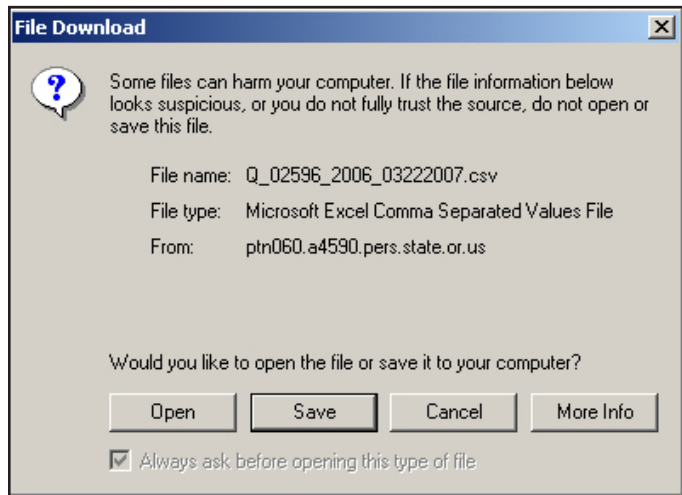 File Download
Some files can harm your computer. If the file information below
looks suspicious, or you do not fully trust the source, do not open or
save this file.
File name: Q_02596_2006_03222007.csv
File type: Microsoft Excel Comma Separated Values File
From: ptn060.a4590.pers.state.or.us
Would you like to open the file or save it to your computer?
Open Save Cancel More Info
Always ask before opening this type of file